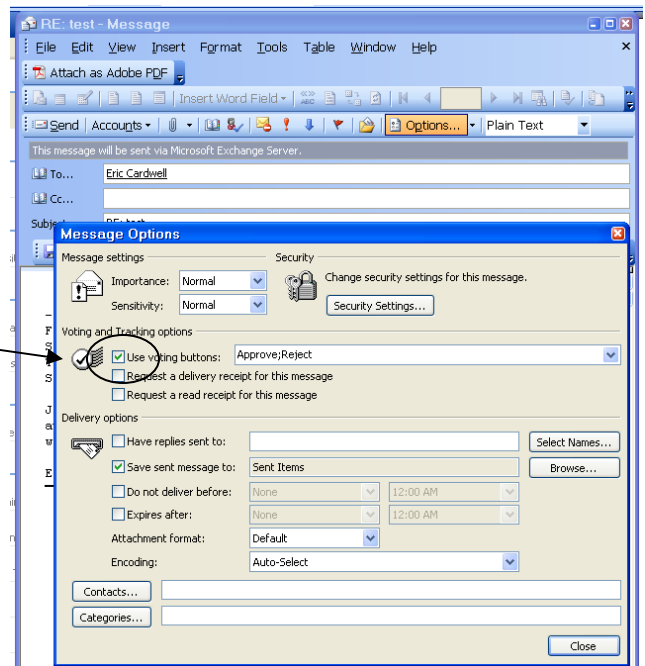 RE: test - Message
File Edit View Insert Format Tools Table Window Help
Attach as Adobe PDF
Insert Word Field
Send Accounts Options... Plain Text
This message will be sent via Microsoft Exchange Server.
To... Eric Cardwell
Cc...
Message Options
Message settings Security
Importance: Normal Change security settings for this message.
Sensitivity: Normal Security Settings...
Voting and Tracking options
Use voting buttons: Approve;Reject
Request a delivery receipt for this message
Request a read receipt for this message
Delivery options
Have replies sent to: Select Names...
Save sent message to: Sent Items Browse...
Do not deliver before: None 12:00 AM
Expires after: None 12:00 AM
Attachment format: Default
Encoding: Auto-Select
Contacts...
Categories...
Close